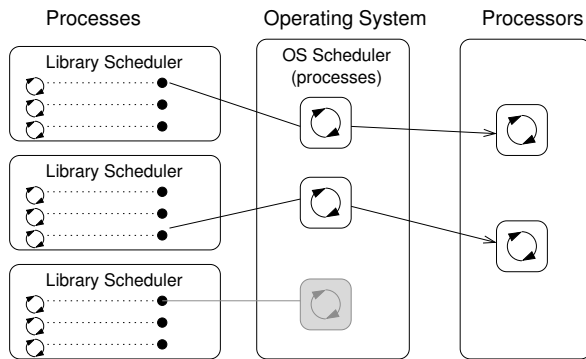 Processes
Operating System
Processors
Library Scheduler
OS Scheduler
(processes)
Library Scheduler
Library Scheduler